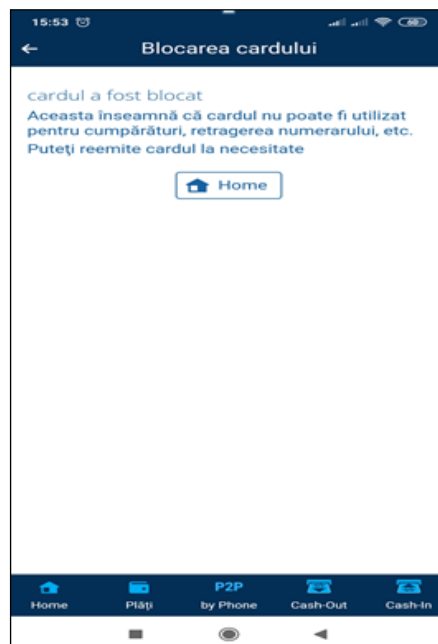 15:53
60
Blocarea cardului
cardul a fost blocat
Aceasta înseamnă că cardul nu poate fi utilizat
pentru cumpărături, retragerea numerarului, etc.
Puteţi reemite cardul la necesitate
Home
P2P
Home Plăţi by Phone Cash-Out Cash-In